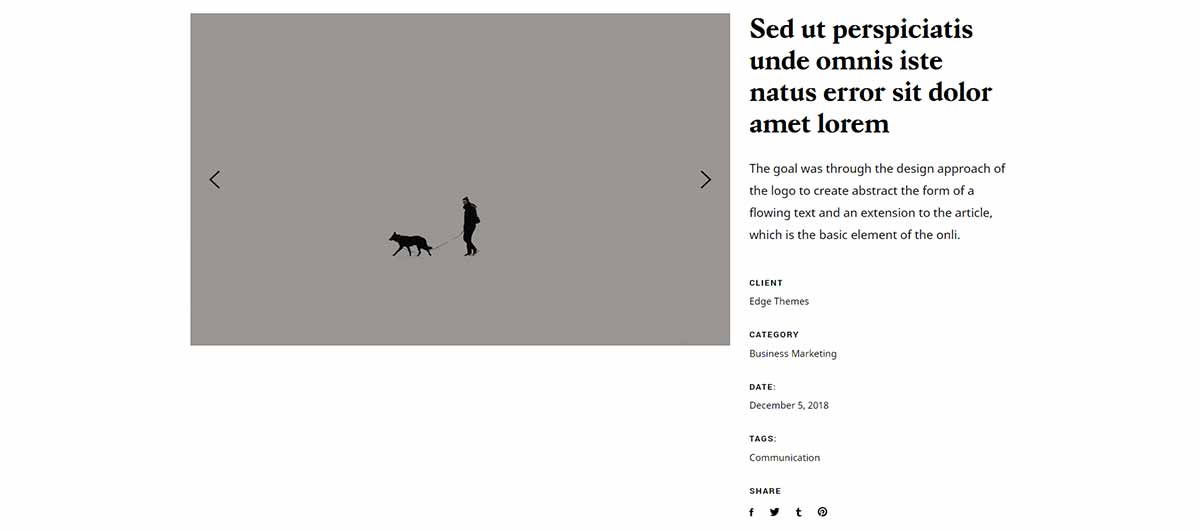 Sed ut perspiciatis
unde omnis iste
natus error sit dolor
amet lorem
The goal was through the design approach of
the logo to create abstract the form of a
flowing text and an extension to the article,
which is the basic element of the onli.
CLIENT
Edge Themes
CATEGORY
Business Marketing
DATE:
December 5, 2018
TAGS:
Communication
SHARE